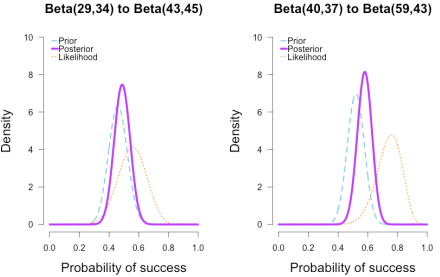 Beta(29,34) to Beta(43,45)
Prior
Posterior
Likelihood
Density
10
8
6
4
2
0
0.0 0.2 0.4 0.6 0.8 1.0
Probability of success
Beta(40,37) to Beta(59,43)
Prior
Posterior
Likelihood
Density
10
8
6
4
2
0
0.0 0.2 0.4 0.6 0.8 1.0
Probability of success